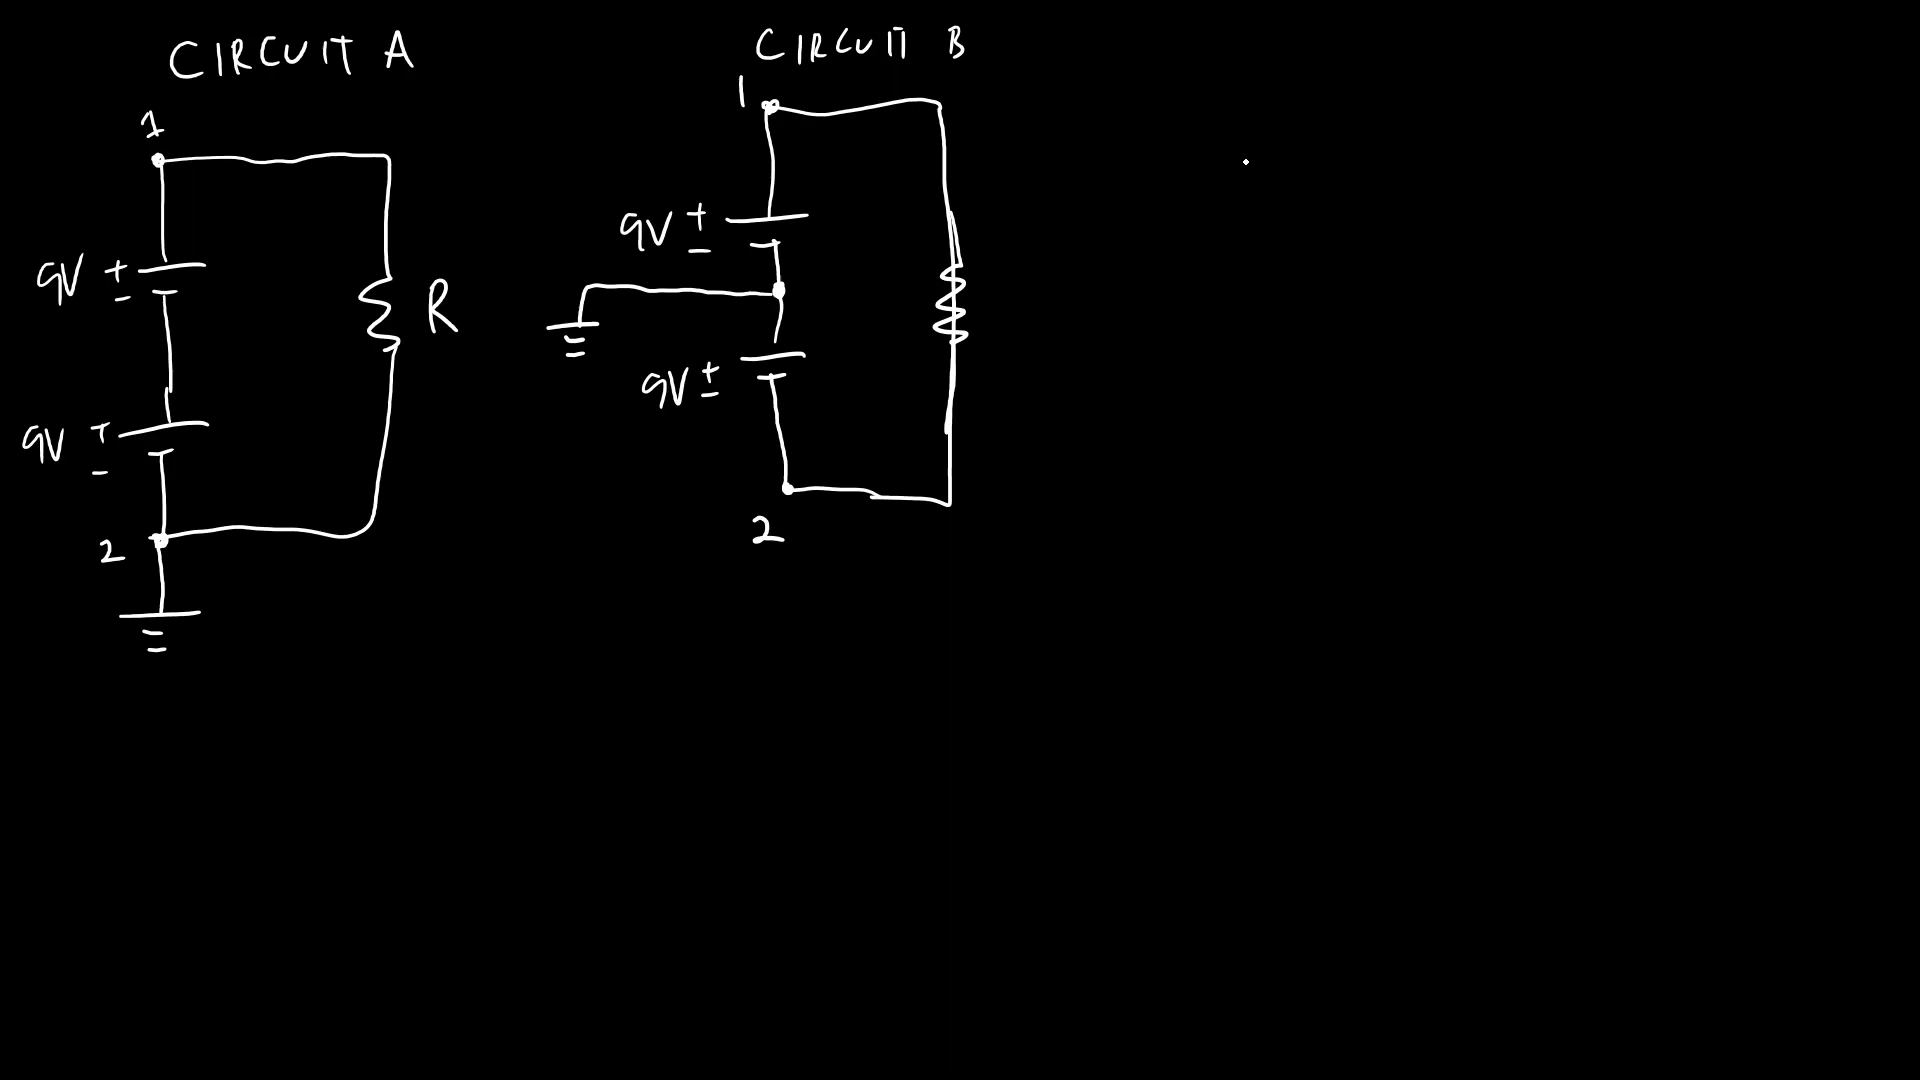 CIRCUIT A
1
9V +
-
R
9V +
-
2
CIRCUIT B
1
9V +
-
9V +
-
2